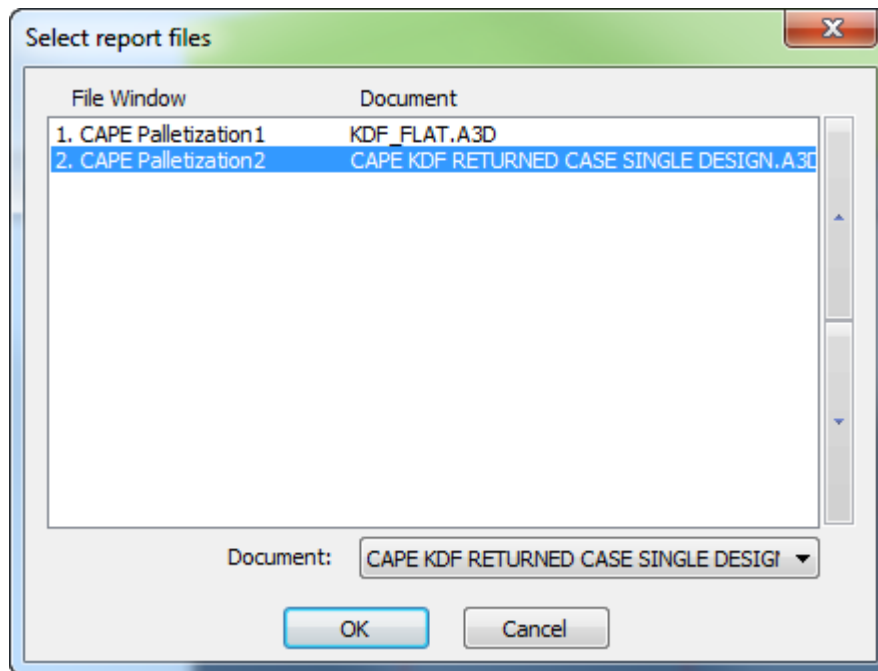 Select report files
File Window Document
1. CAPE Palletization1 KDF_FLAT.A3D
2. CAPE Palletization2 CAPE KDF RETURNED CASE SINGLE DESIGN.A3D
Document: CAPE KDF RETURNED CASE SINGLE DESIG
OK Cancel